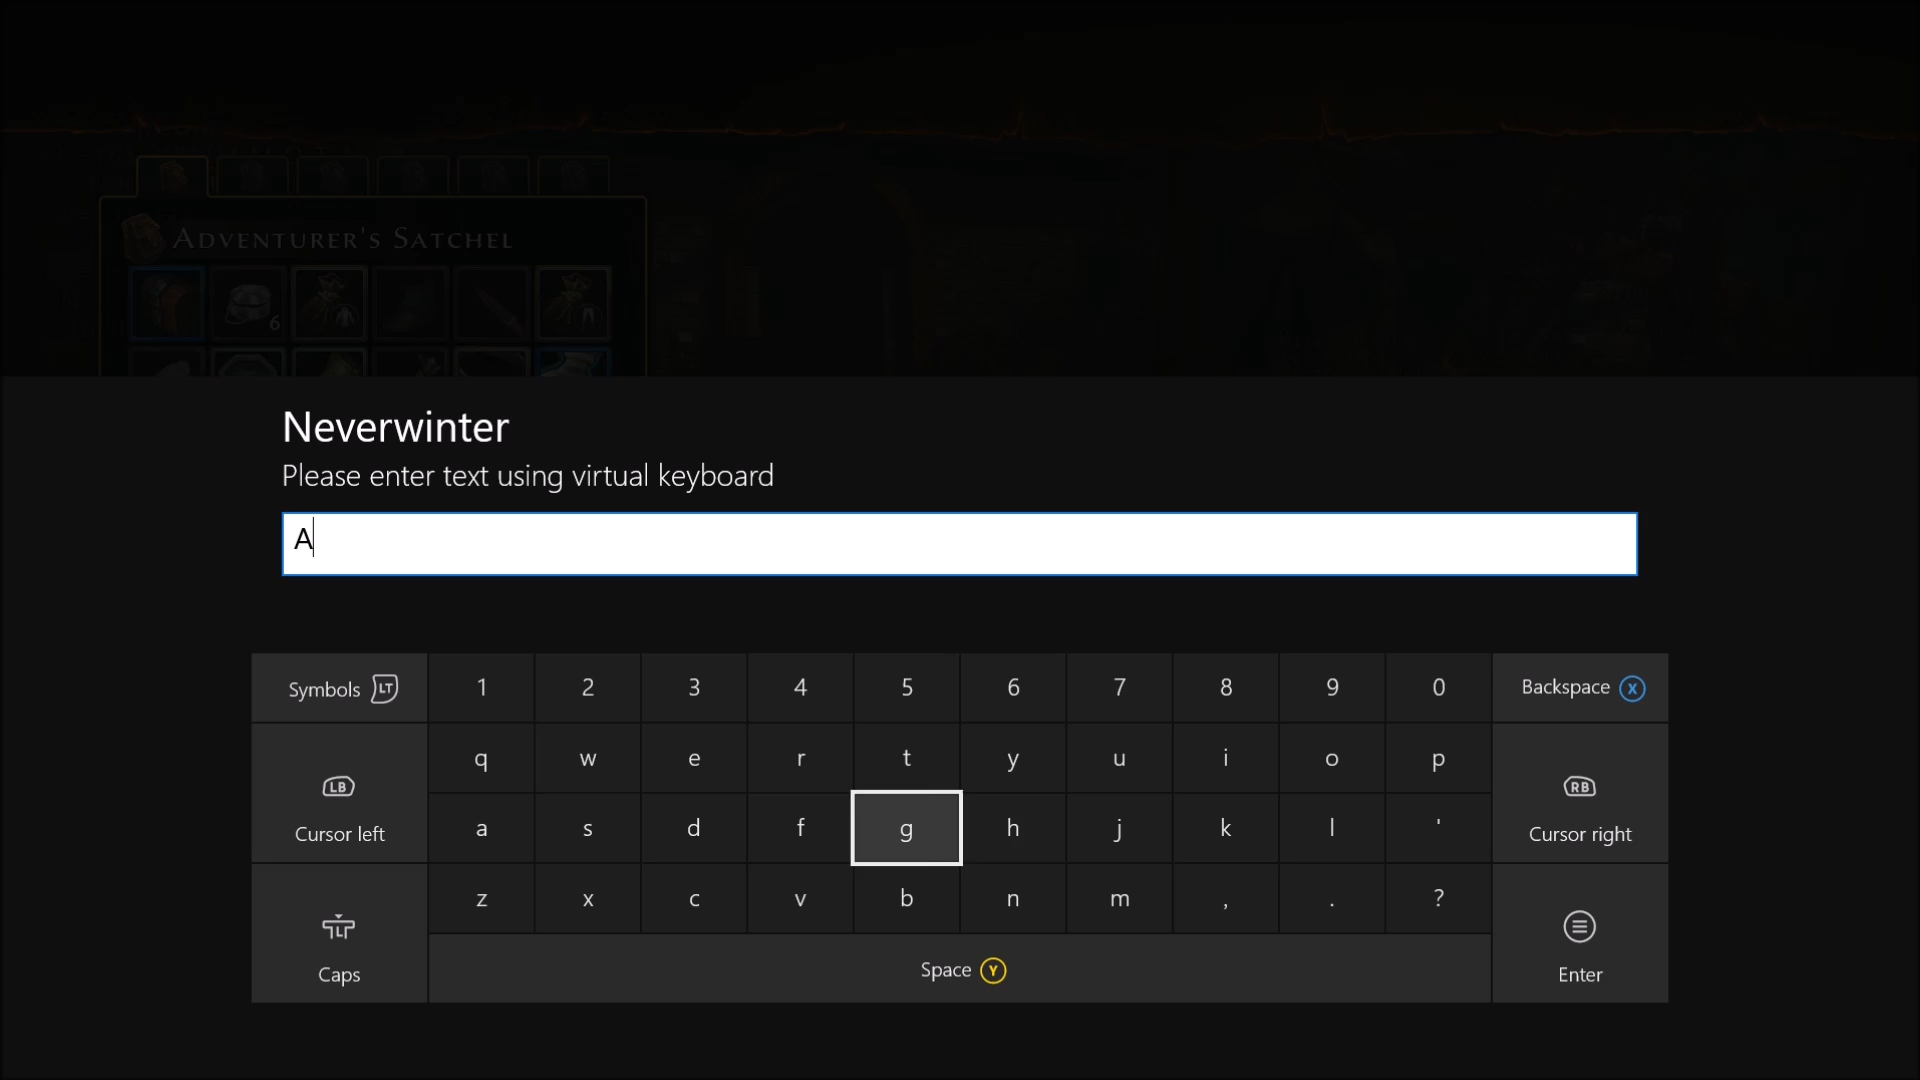 Adventurer's Satchel
6
Neverwinter
Please enter text using virtual keyboard
A
Symbols LT 1 2 3 4 5 6 7 8 9 0 Backspace X
q w e r t y u i o p
LB Cursor left
RB Cursor right
a s d f g h j k l '
z x c v b n m , . ?
Caps
Space Y
Enter